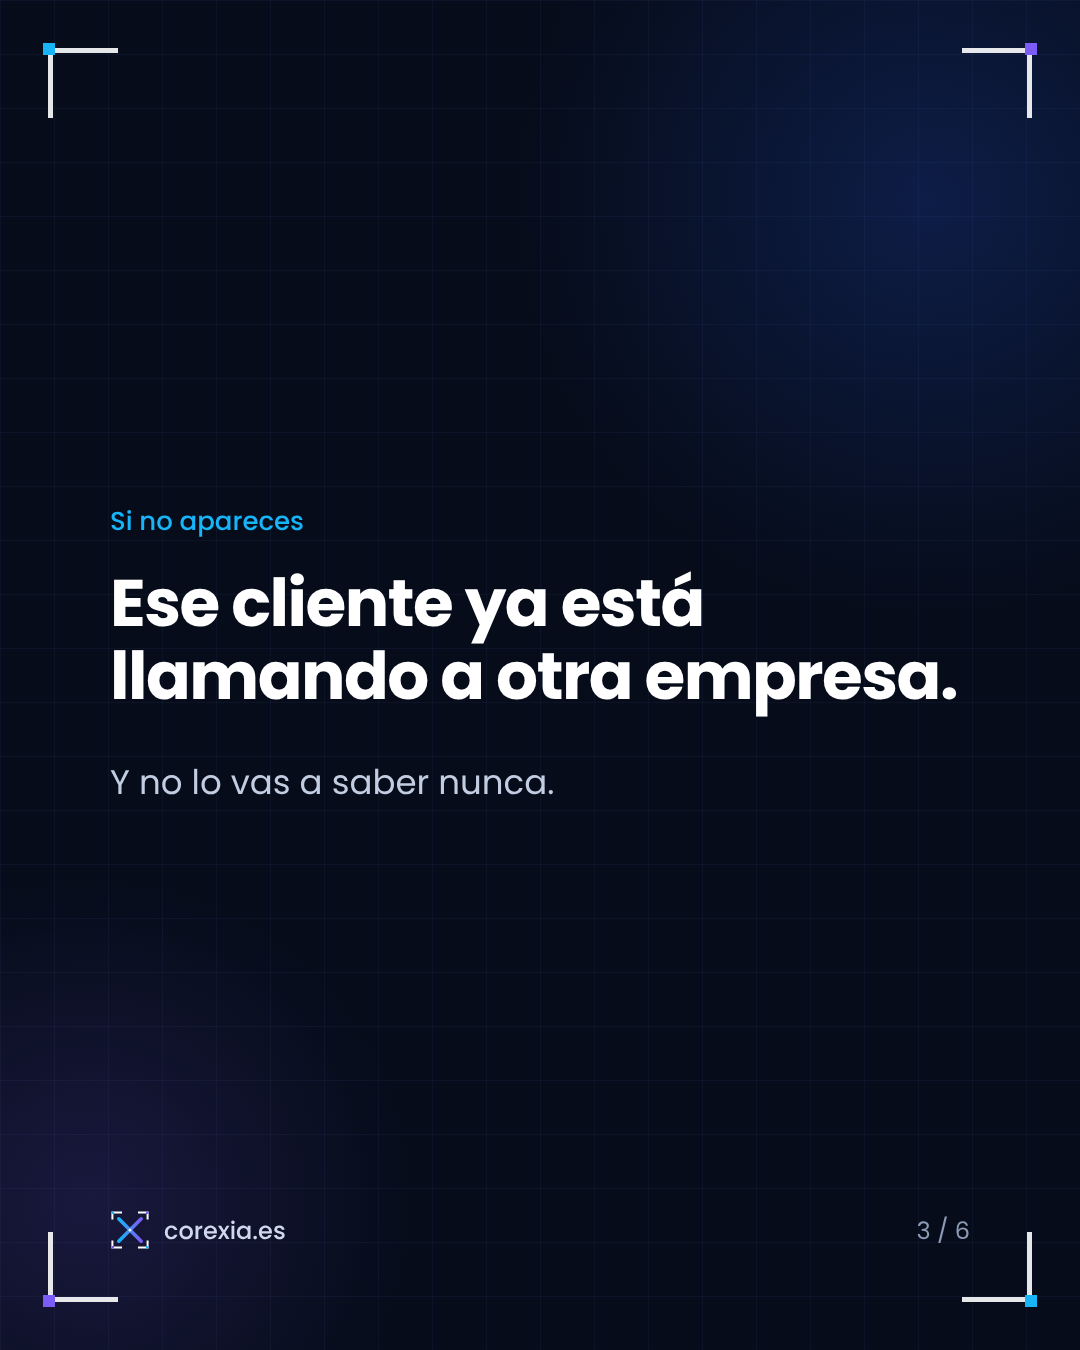 Si no apareces
Ese cliente ya está
llamando a otra empresa.
Y no lo vas a saber nunca.
corexia.es
3 / 6